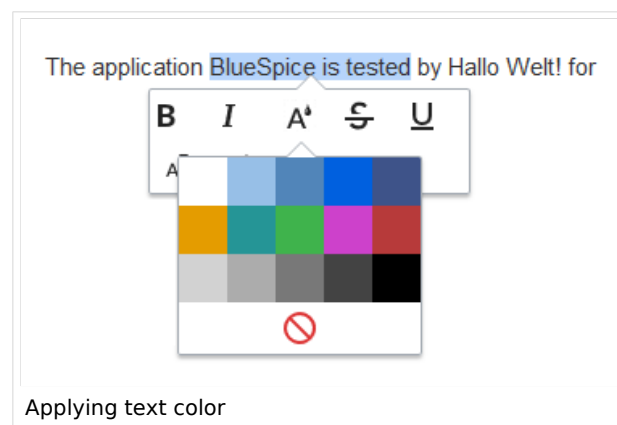 The application BlueSpice is tested by Hallo Welt! for
B I A S U
A
Applying text color